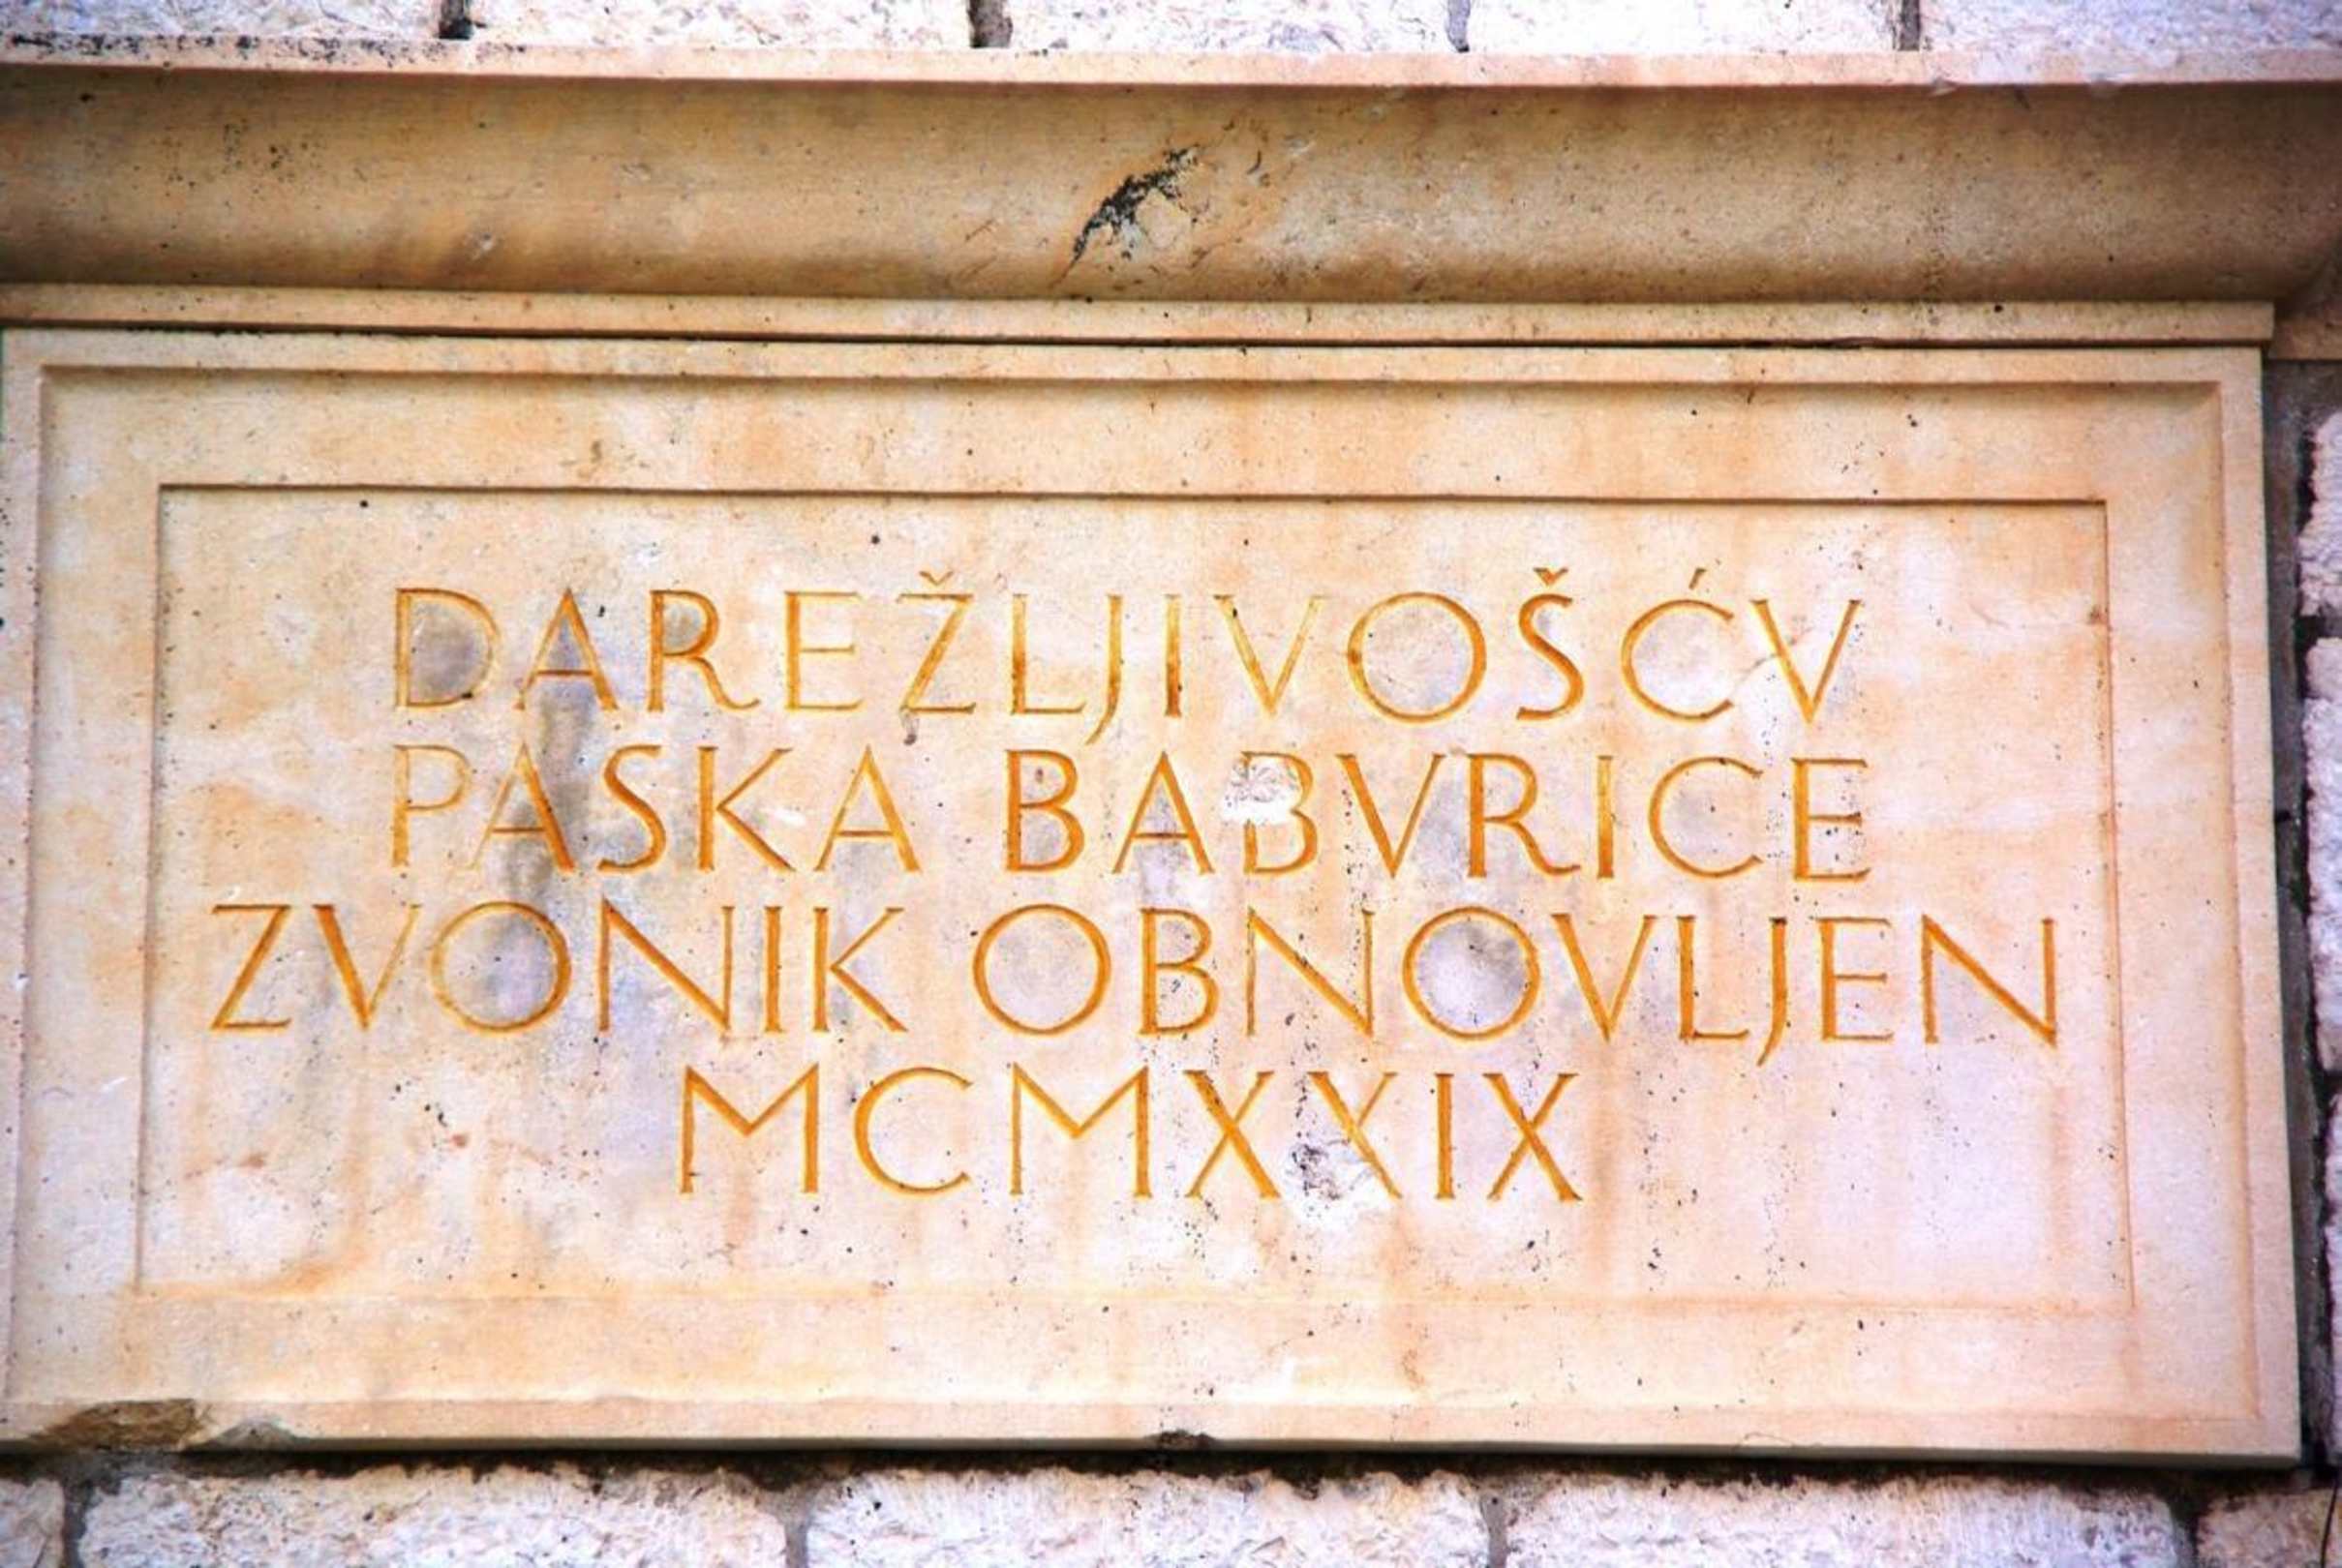 DAREŽLJIVOŠĆV
PASKA BABVRICE
ZVONIK OBNOVLJEN
MCMXXIX